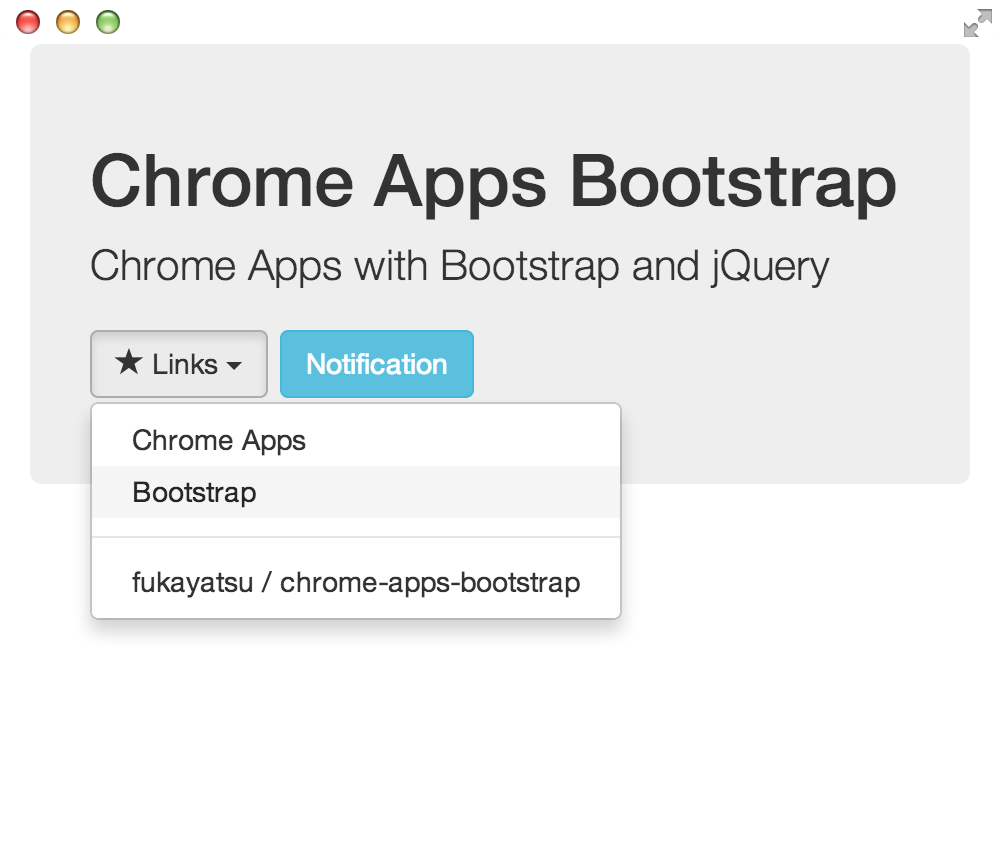 Chrome Apps Bootstrap
Chrome Apps with Bootstrap and jQuery
★ Links Notification
Chrome Apps
Bootstrap
fukayatsu / chrome-apps-bootstrap